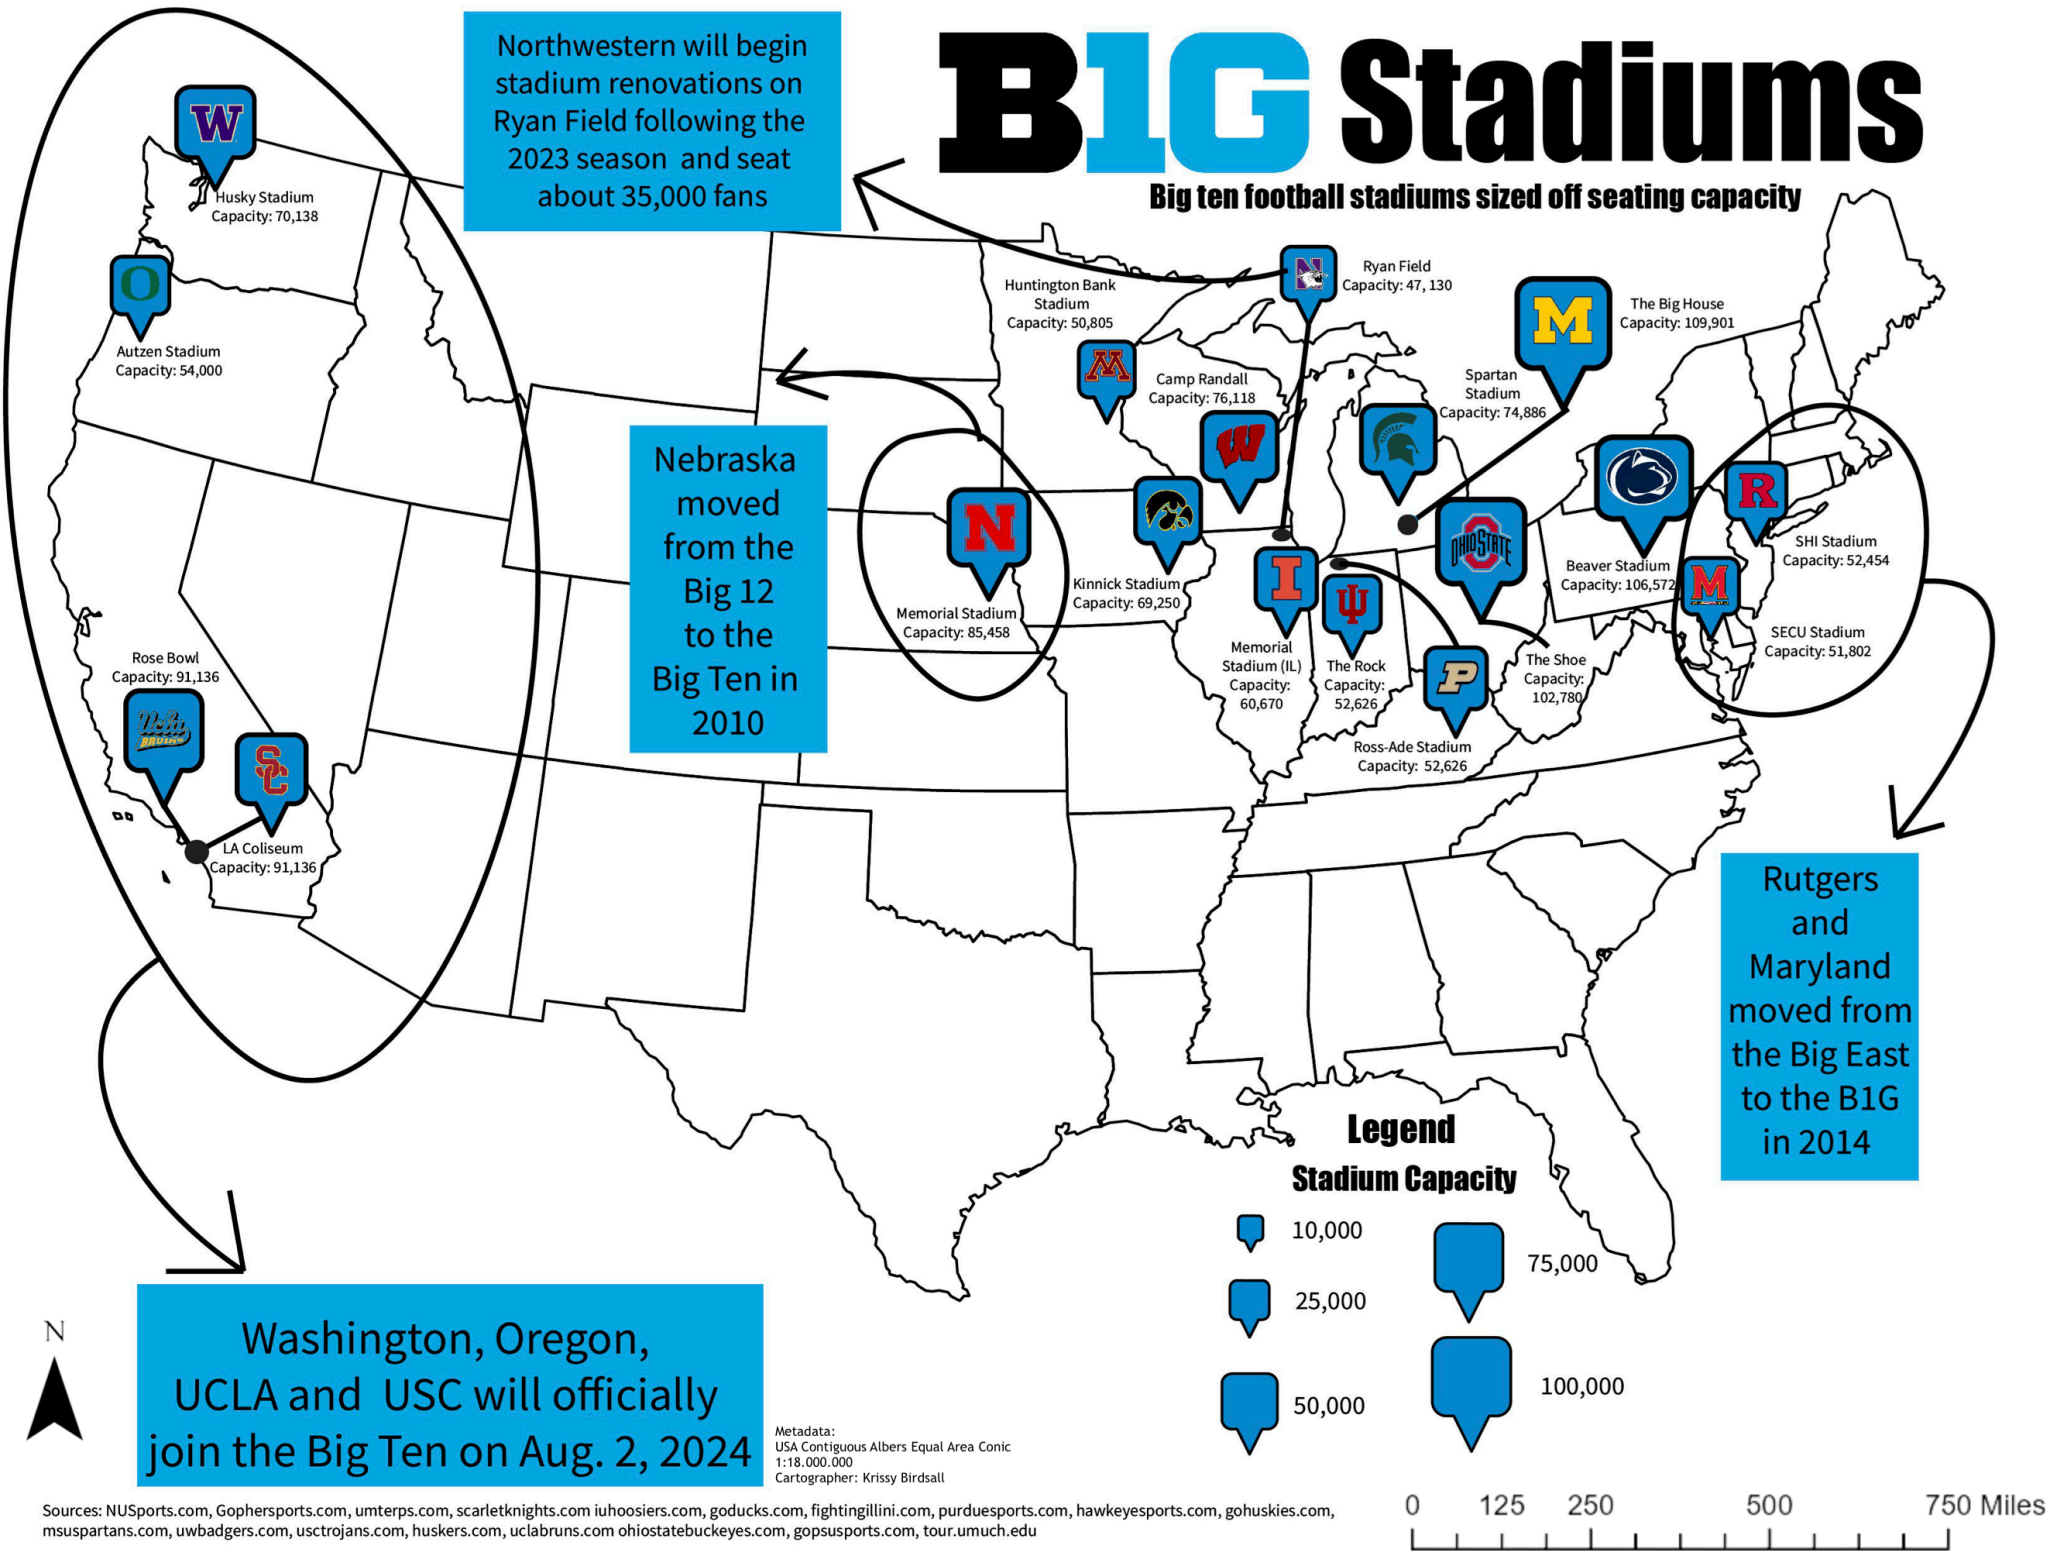 B1G Stadiums
Big ten football stadiums sized off seating capacity
Northwestern will begin
stadium renovations on
Ryan Field following the
2023 season and seat
about 35,000 fans
W
Husky Stadium
Capacity: 70,138
O
Autzen Stadium
Capacity: 54,000
Huntington Bank
Stadium
Capacity: 50,805
M
N
Ryan Field
Capacity: 47, 130
M
The Big House
Capacity: 109,901
Camp Randall
Capacity: 76,118
W
Spartan
Stadium
Capacity: 74,886
Nebraska
moved
from the
Big 12
to the
Big Ten in
2010
N
Memorial Stadium
Capacity: 85,458
Kinnick Stadium
Capacity: 69,250
OHIO STATE
Beaver Stadium
Capacity: 106,572
R
SHI Stadium
Capacity: 52,454
M
SECU Stadium
Capacity: 51,802
I
Memorial
Stadium (IL)
Capacity:
60,670
IU
The Rock
Capacity:
52,626
P
Ross-Ade Stadium
Capacity: 52,626
The Shoe
Capacity:
102,780
Rose Bowl
Capacity: 91,136
Ucla
BRUINS
SC
LA Coliseum
Capacity: 91,136
Rutgers
and
Maryland
moved from
the Big East
to the B1G
in 2014
Legend
Stadium Capacity
10,000
25,000
50,000
75,000
100,000
N
Washington, Oregon,
UCLA and USC will officially
join the Big Ten on Aug. 2, 2024
Metadata:
USA Contiguous Albers Equal Area Conic
1:18.000.000
Cartographer: Krissy Birdsall
Sources: NUSports.com, Gophersports.com, umterps.com, scarletknights.com iuhoosiers.com, goducks.com, fightingillini.com, purduesports.com, hawkeyesports.com, gohuskies.com,
msuspartans.com, uwbadgers.com, usctrojans.com, huskers.com, uclabruns.com ohiostatebuckeyes.com, gopsusports.com, tour.umuch.edu
0 125 250 500 750 Miles